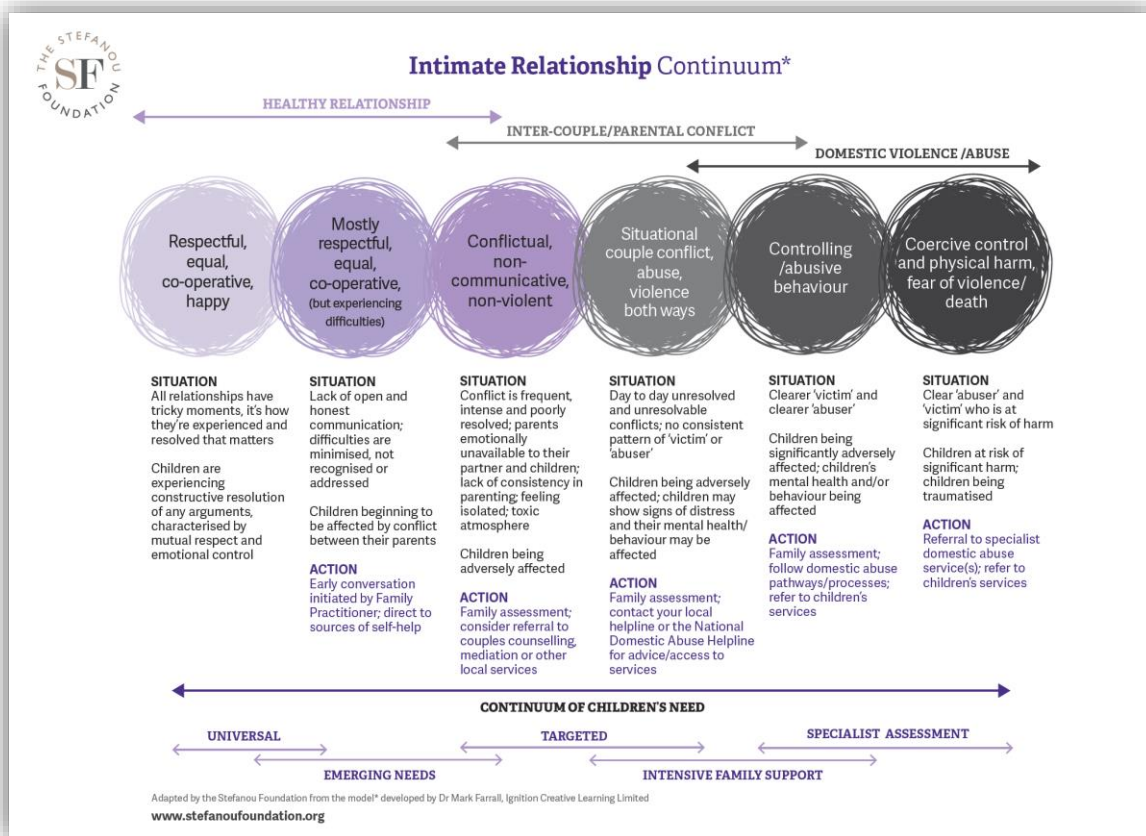 THE STEFANOU
SF
FOUNDATION
Intimate Relationship Continuum*
HEALTHY RELATIONSHIP
INTER-COUPLE/PARENTAL CONFLICT
DOMESTIC VIOLENCE /ABUSE
Respectful,
equal,
co-operative,
happy
Mostly
respectful,
equal,
co-operative,
(but experiencing
difficulties)
Conflictual,
non-
communicative,
non-violent
Situational
couple conflict,
abuse,
violence
both ways
Controlling
/abusive
behaviour
Coercive control
and physical harm,
fear of violence/
death
SITUATION
All relationships have
tricky moments, it's how
they're experienced and
resolved that matters
Children are
experiencing
constructive resolution
of any arguments,
characterised by
mutual respect and
emotional control
SITUATION
Lack of open and
honest
communication;
difficulties are
minimised, not
recognised or
addressed
Children beginning to
be affected by conflict
between their parents
ACTION
Early conversation
initiated by Family
Practitioner; direct to
sources of self-help
SITUATION
Conflict is frequent,
intense and poorly
resolved; parents
emotionally
unavailable to their
partner and children;
lack of consistency in
parenting; feeling
isolated; toxic
atmosphere
Children being
adversely affected
ACTION
Family assessment;
consider referral to
couples counselling,
mediation or other
local services
SITUATION
Day to day unresolved
and unresolvable
conflicts; no consistent
pattern of 'victim' or
'abuser'
Children being adversely
affected; children may
show signs of distress
and their mental health/
behaviour may be
affected
ACTION
Family assessment;
contact your local
helpline or the National
Domestic Abuse Helpline
for advice/access to
services
SITUATION
Clearer 'victim' and
clearer 'abuser'
Children being
significantly adversely
affected; children's
mental health and/or
behaviour being
affected
ACTION
Family assessment;
follow domestic abuse
pathways/processes;
refer to children's
services
SITUATION
Clear 'abuser' and
'victim' who is at
significant risk of harm
Children at risk of
significant harm;
children being
traumatised
ACTION
Referral to specialist
domestic abuse
service(s); refer to
children's services
CONTINUUM OF CHILDREN'S NEED
UNIVERSAL
TARGETED
SPECIALIST ASSESSMENT
EMERGING NEEDS
INTENSIVE FAMILY SUPPORT
Adapted by the Stefanou Foundation from the model* developed by Dr Mark Farrall, Ignition Creative Learning Limited
www.stefanoufoundation.org